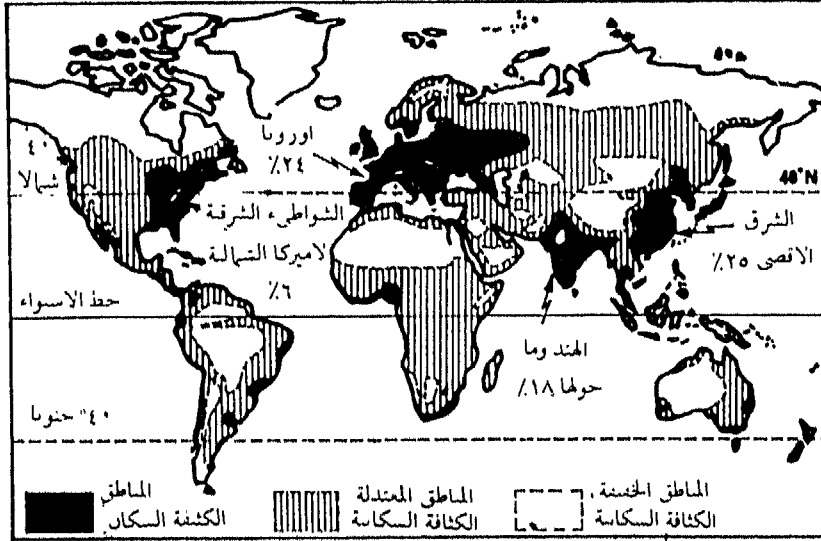 اوروبا
٢٤٪
٤٠°
شمالا
40°N
الشواطىء الشرقية
لاميركا الشمالية
٦٪
الشرق
الاقصى ٢٥٪
خط الاستواء
الهند وما
حولها ١٨٪
٤٠° جنوبا
المناطق
الكثيفة السكان
المناطق المعتدلة
الكثافة السكانية
المناطق الخفيفة
الكثافة السكانية